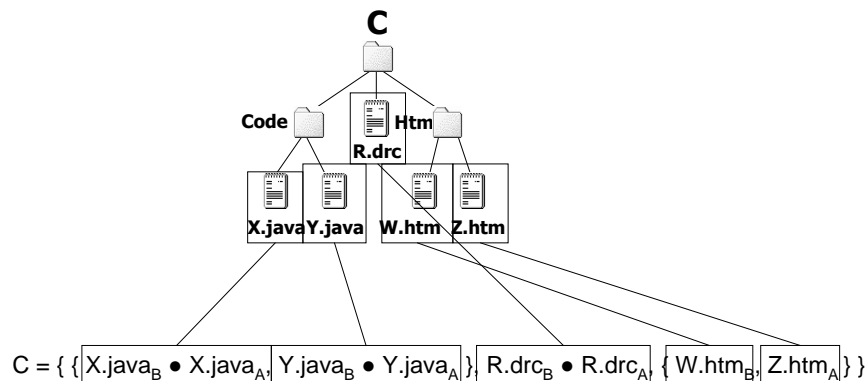 C
Code
Htm
R.drc
X.java Y.java W.htm Z.htm
C = { { X.java_B ● X.java_A, Y.java_B ● Y.java_A }, R.drc_B ● R.drc_A, { W.htm_B, Z.htm_A } }